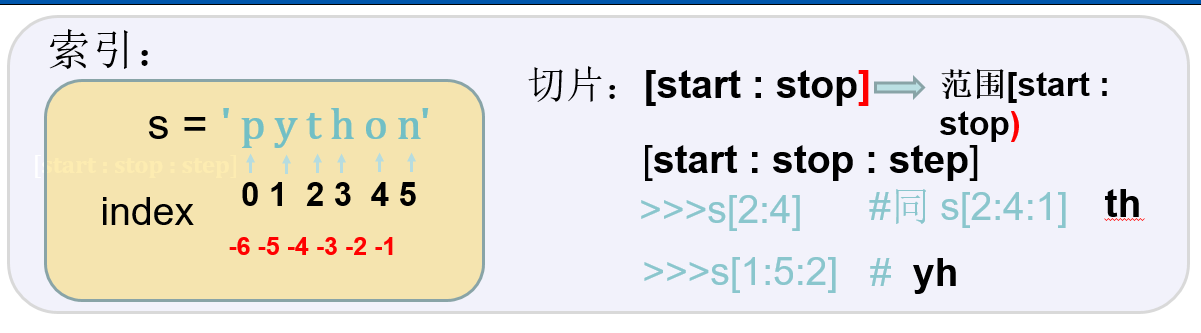 索引：
s = 'python'
[start : stop : step]
0 1 2 3 4 5
index
-6 -5 -4 -3 -2 -1
切片：[start : stop] 范围[start :
stop)
[start : stop : step]
>>>s[2:4] #同 s[2:4:1] th
>>>s[1:5:2] # yh